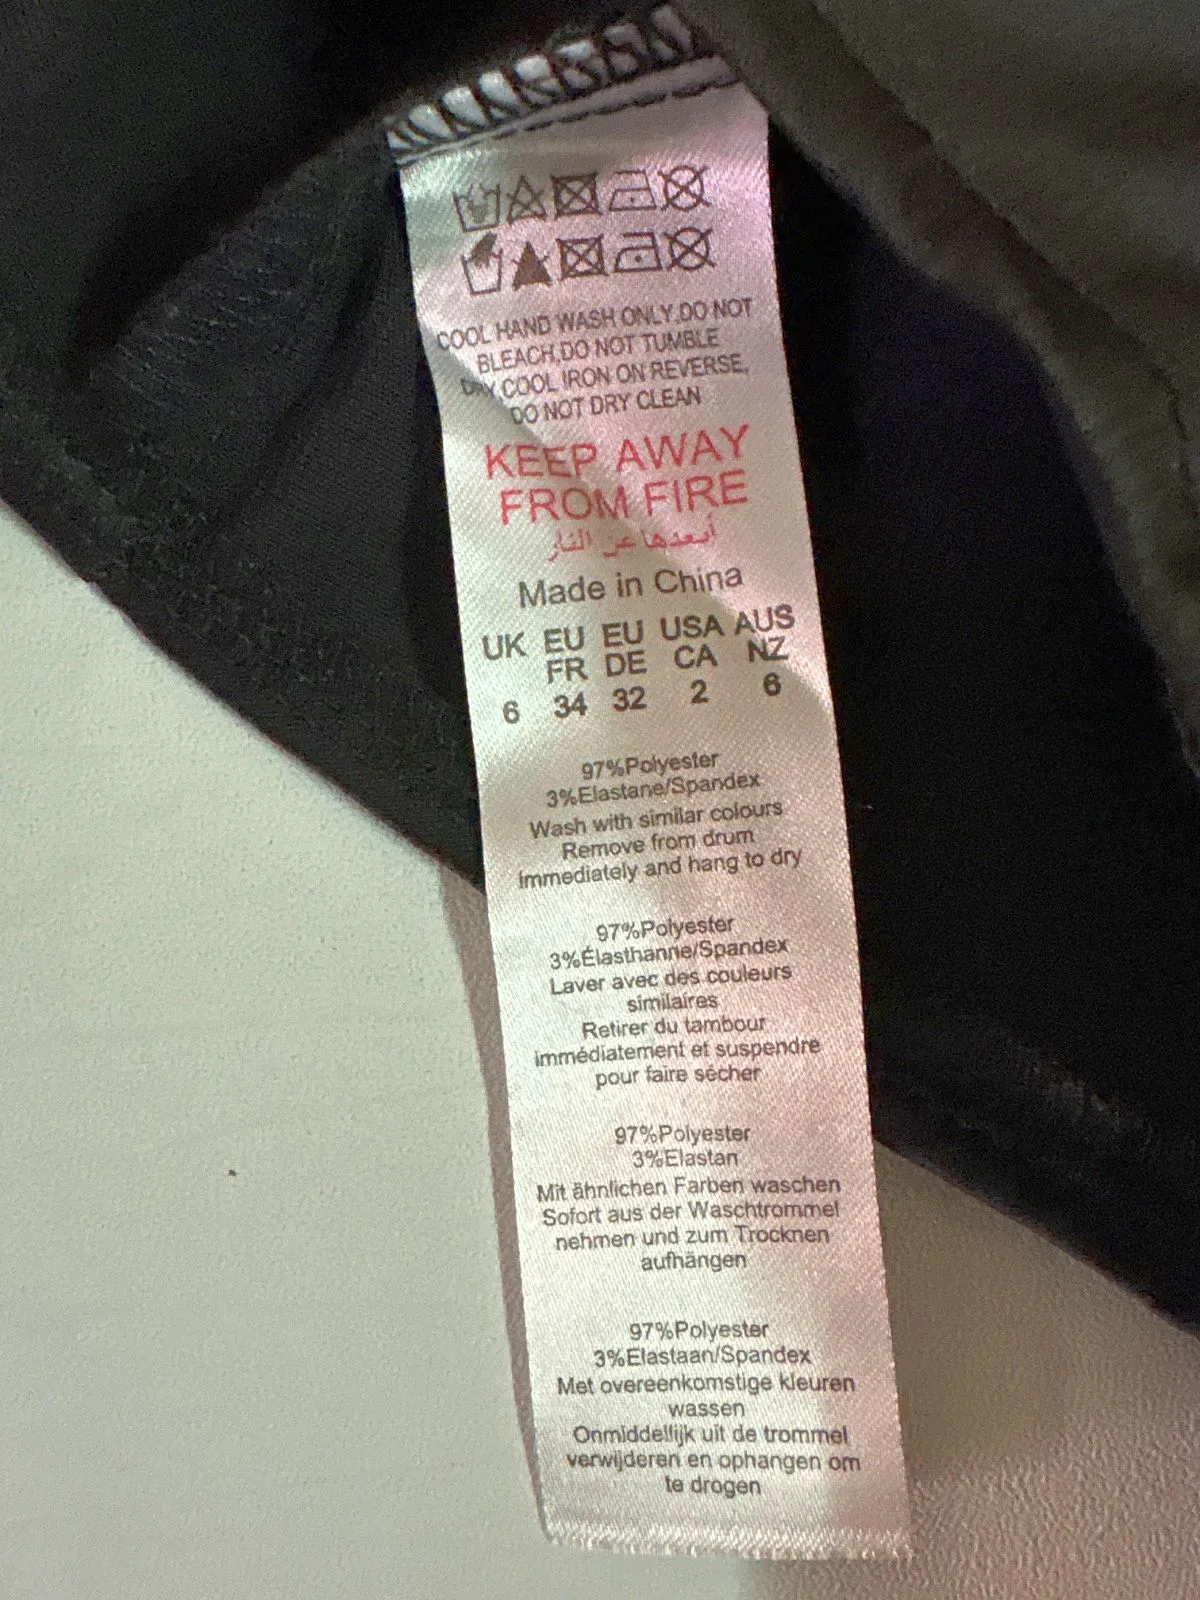 COOL HAND WASH ONLY.DO NOT
BLEACH.DO NOT TUMBLE
DRY.COOL IRON ON REVERSE,
DO NOT DRY CLEAN
KEEP AWAY
FROM FIRE
أبعدها عن النار
Made in China
UK EU EU USA AUS
FR DE CA NZ
6 34 32 2 6
97%Polyester
3%Elastane/Spandex
Wash with similar colours
Remove from drum
immediately and hang to dry
97%Polyester
3%Élasthanne/Spandex
Laver avec des couleurs
similaires
Retirer du tambour
immédiatement et suspendre
pour faire sécher
97%Polyester
3%Elastan
Mit ähnlichen Farben waschen
Sofort aus der Waschtrommel
nehmen und zum Trocknen
aufhängen
97%Polyester
3%Elastaan/Spandex
Met overeenkomstige kleuren
wassen
Onmiddellijk uit de trommel
verwijderen en ophangen om
te drogen